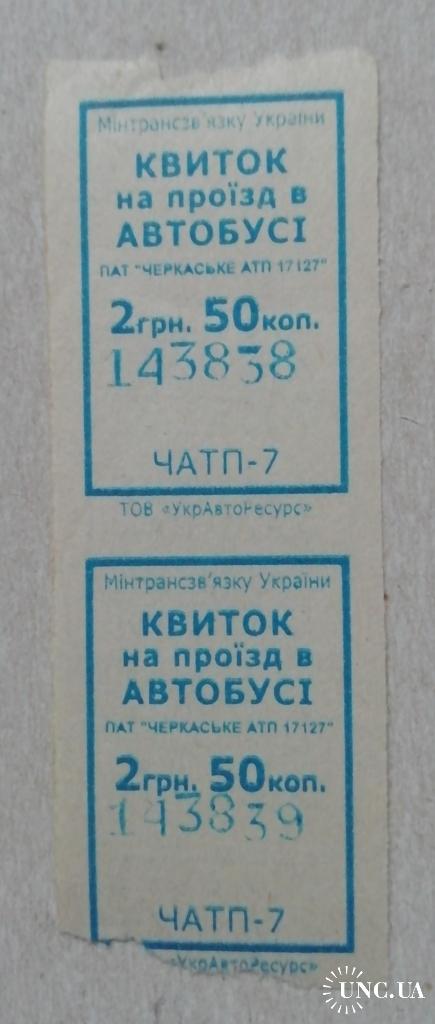 Мінтрансзв'язку України
КВИТОК
на проїзд в
АВТОБУСІ
ПАТ "ЧЕРКАСЬКЕ АТП 17127"
2грн. 50коп.
143838
ЧАТП-7
ТОВ «УкрАвтоРесурс»
Мінтрансзв'язку України
КВИТОК
на проїзд в
АВТОБУСІ
ПАТ "ЧЕРКАСЬКЕ АТП 17127"
2грн. 50коп.
143839
ЧАТП-7
«УкрАвтоРесурс»
UNC.UA